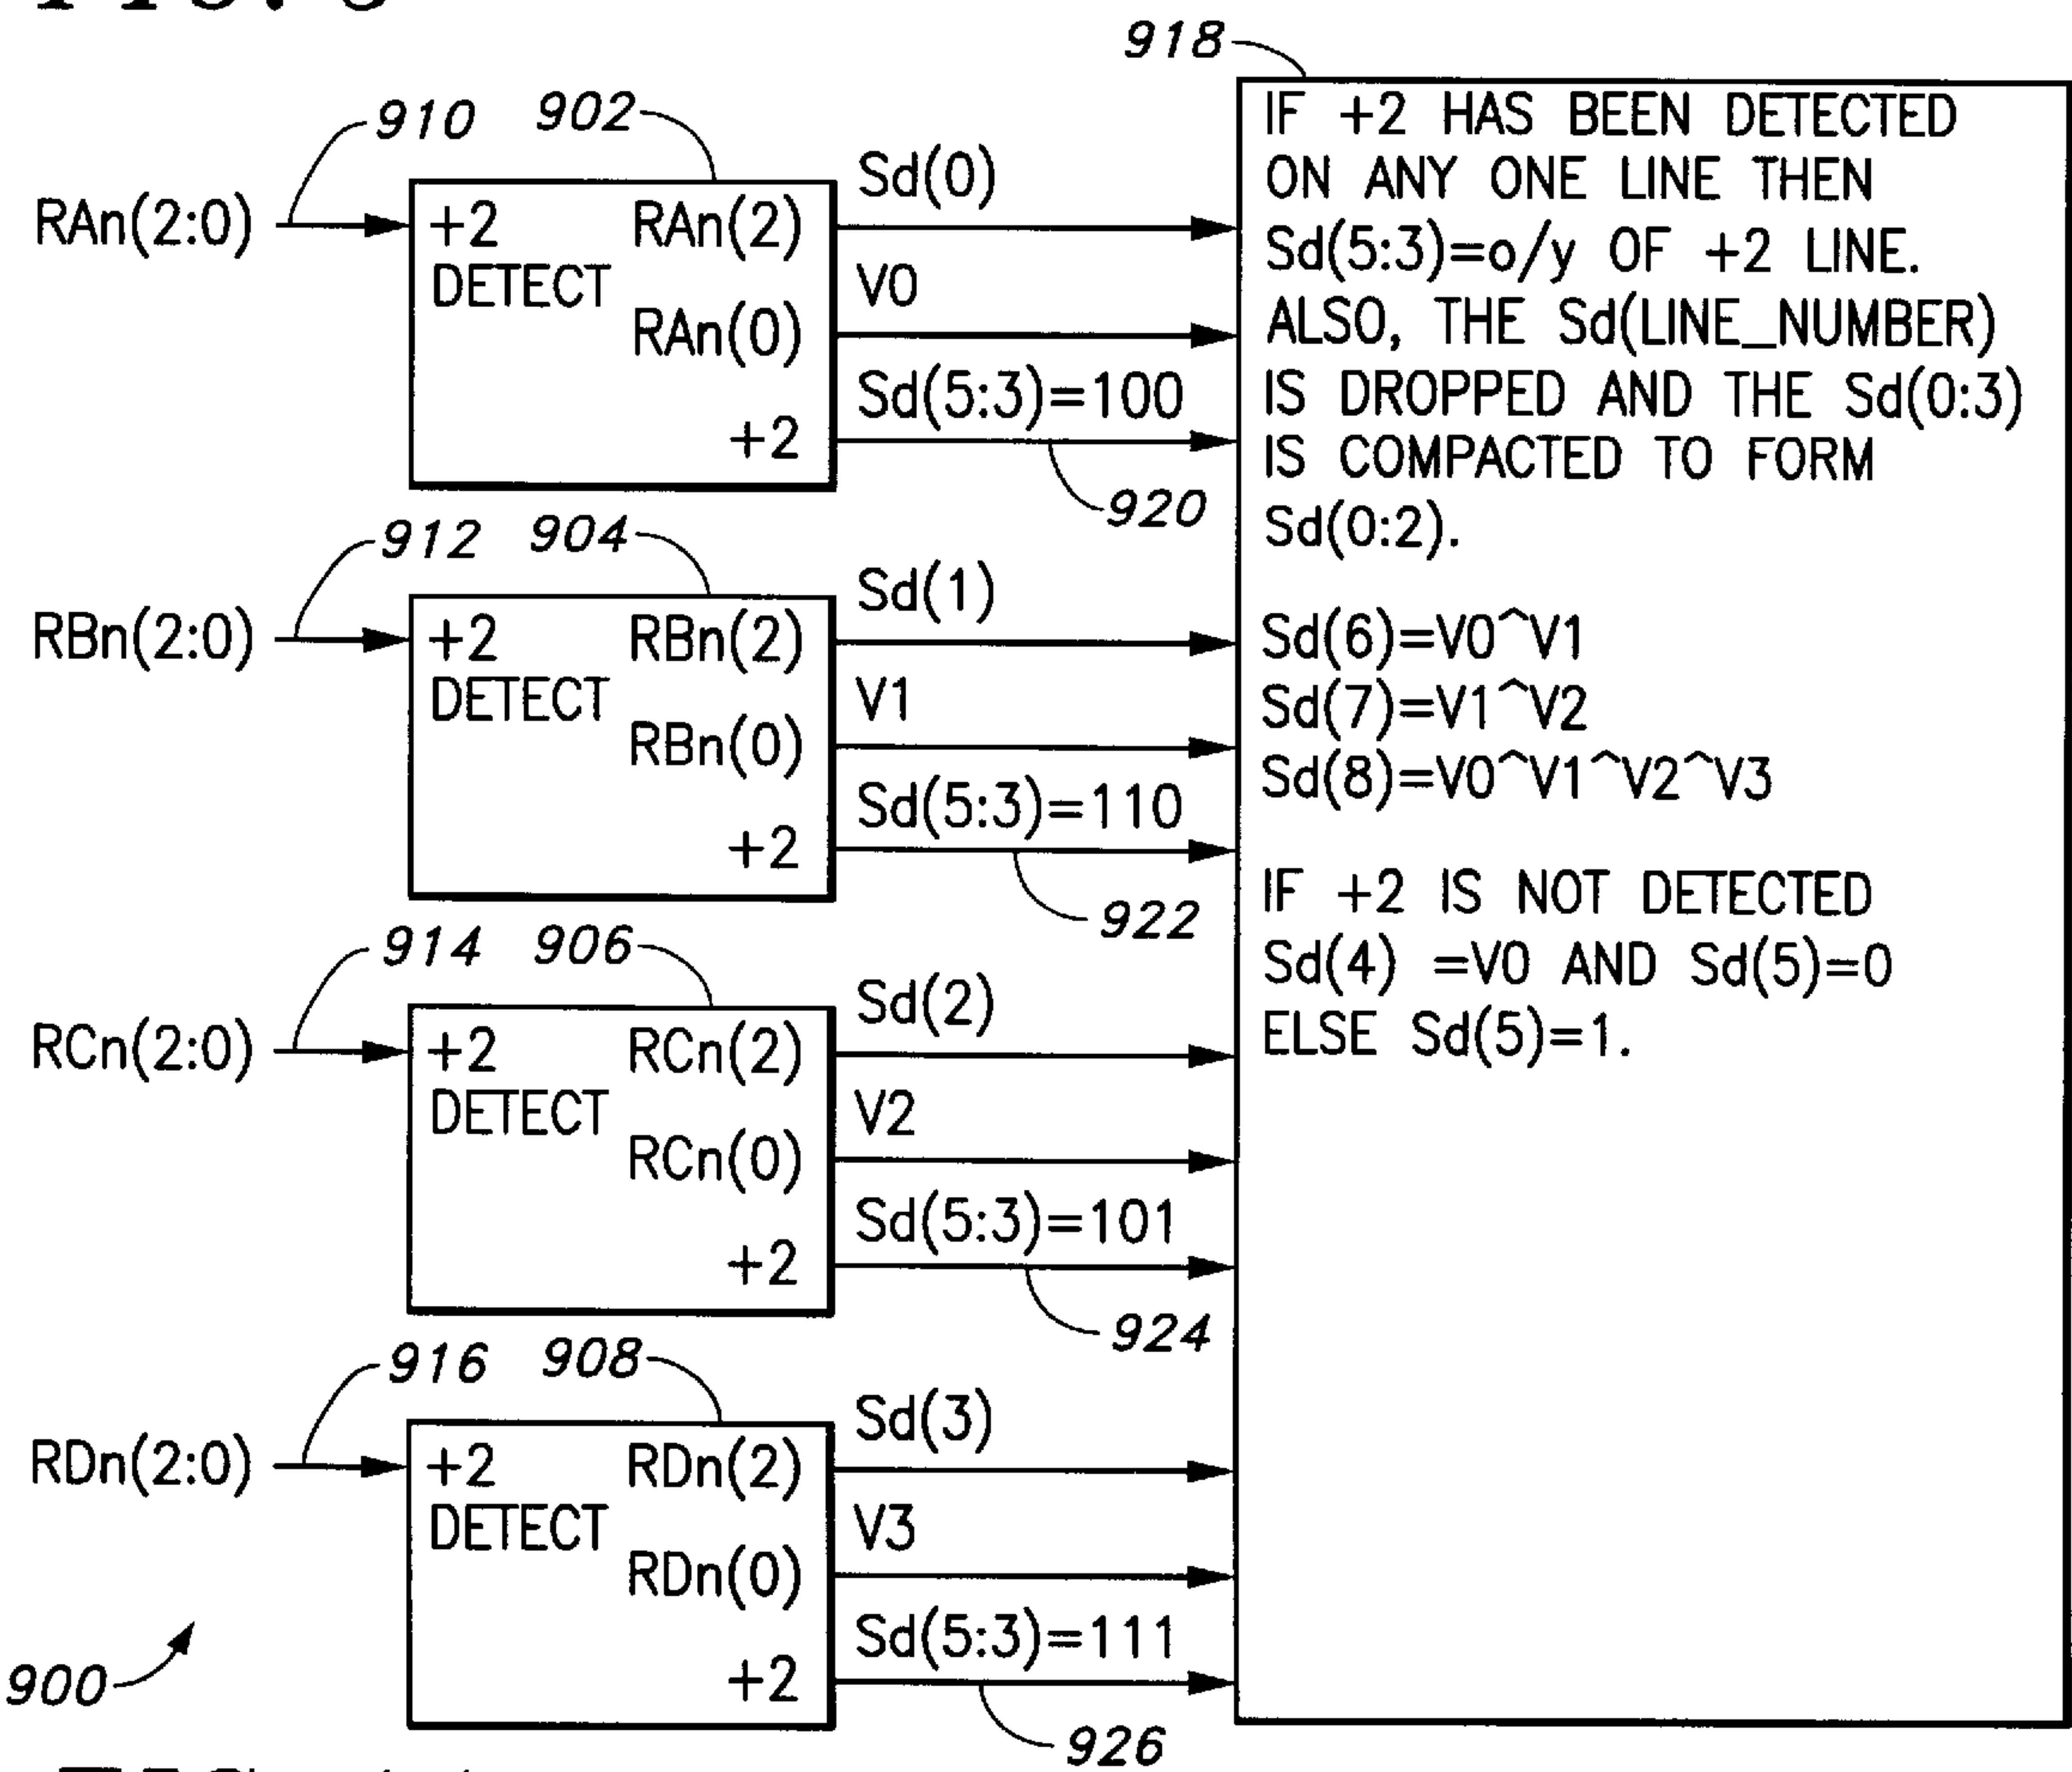 918
910 902
RAn(2:0)
+2 RAn(2)
DETECT
RAn(0)
+2
Sd(0)
V0
Sd(5:3)=100
920
912 904
RBn(2:0)
+2 RBn(2)
DETECT
RBn(0)
+2
Sd(1)
V1
Sd(5:3)=110
922
914 906
RCn(2:0)
+2 RCn(2)
DETECT
RCn(0)
+2
Sd(2)
V2
Sd(5:3)=101
924
916 908
RDn(2:0)
+2 RDn(2)
DETECT
RDn(0)
+2
Sd(3)
V3
Sd(5:3)=111
926
900
IF +2 HAS BEEN DETECTED
ON ANY ONE LINE THEN
Sd(5:3)=o/y OF +2 LINE.
ALSO, THE Sd(LINE_NUMBER)
IS DROPPED AND THE Sd(0:3)
IS COMPACTED TO FORM
Sd(0:2).
Sd(6)=V0^V1
Sd(7)=V1^V2
Sd(8)=V0^V1^V2^V3
IF +2 IS NOT DETECTED
Sd(4) =V0 AND Sd(5)=0
ELSE Sd(5)=1.